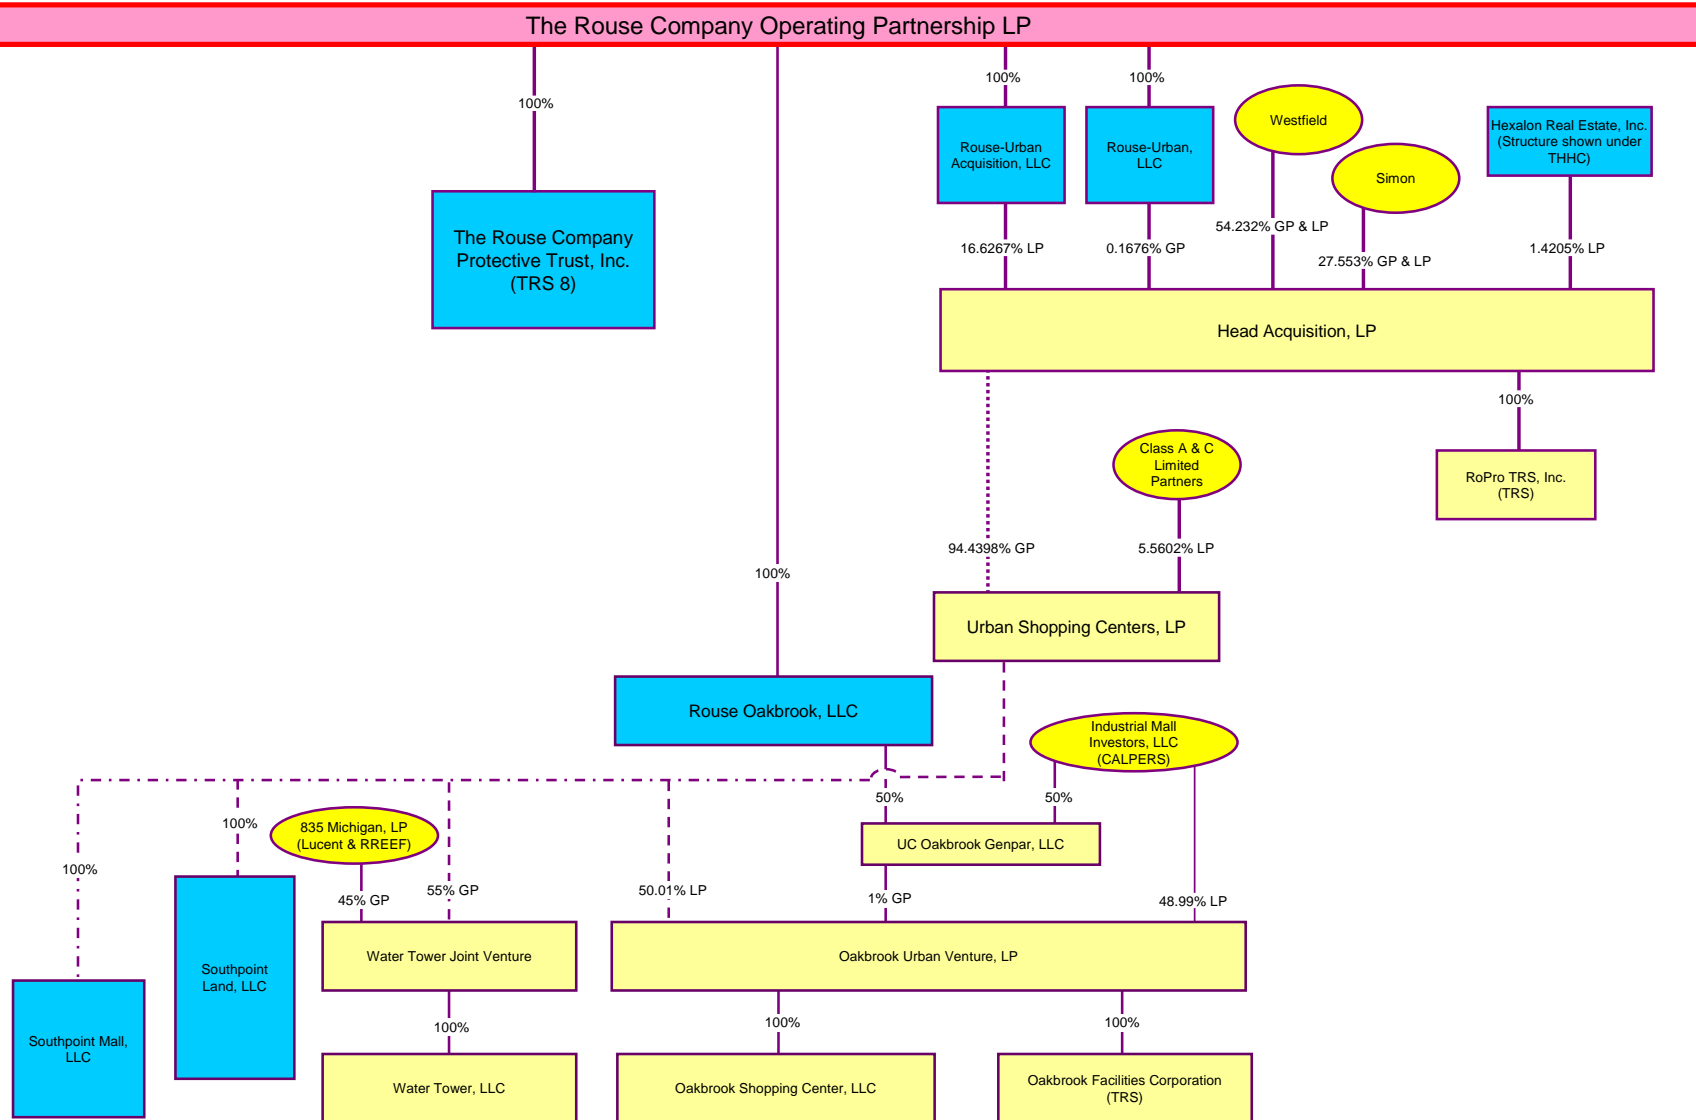 The Rouse Company Operating Partnership LP
100%
100%
100%
Westfield
Hexalon Real Estate, Inc.
(Structure shown under
THHC)
Rouse-Urban
Acquisition, LLC
Rouse-Urban,
LLC
Simon
The Rouse Company
Protective Trust, Inc.
(TRS 8)
16.6267% LP
0.1676% GP
54.232% GP & LP
27.553% GP & LP
1.4205% LP
Head Acquisition, LP
100%
Class A & C
Limited
Partners
RoPro TRS, Inc.
(TRS)
94.4398% GP
5.5602% LP
100%
Urban Shopping Centers, LP
Rouse Oakbrook, LLC
Industrial Mall
Investors, LLC
(CALPERS)
50%
50%
100%
835 Michigan, LP
(Lucent & RREEF)
UC Oakbrook Genpar, LLC
100%
45% GP
55% GP
50.01% LP
1% GP
48.99% LP
Water Tower Joint Venture
Oakbrook Urban Venture, LP
Southpoint
Land, LLC
Southpoint Mall,
LLC
100%
100%
100%
Water Tower, LLC
Oakbrook Shopping Center, LLC
Oakbrook Facilities Corporation
(TRS)